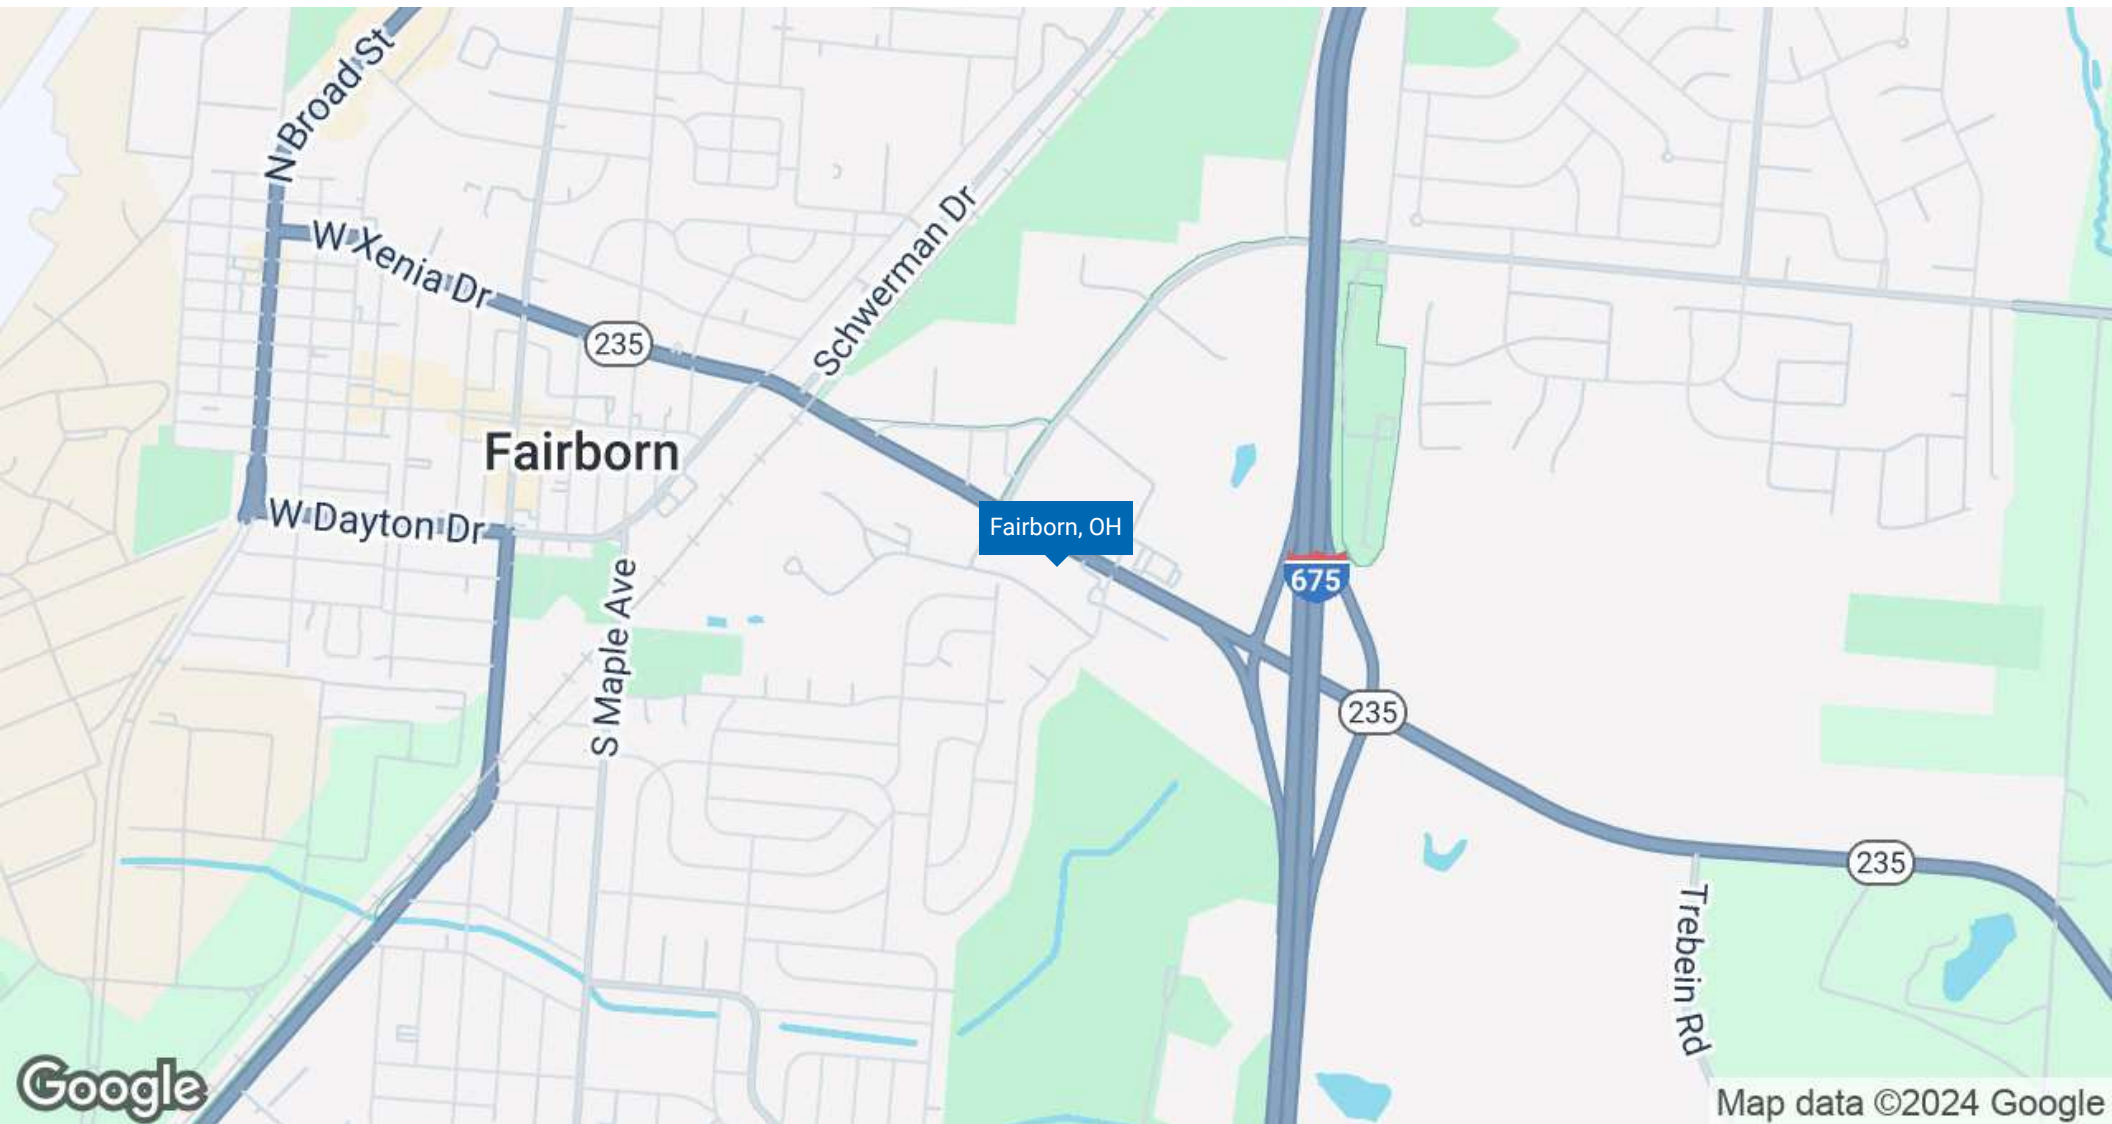 N Broad St
W Xenia Dr
235
Schwerman Dr
Fairborn
W Dayton Dr
Fairborn, OH
675
S Maple Ave
235
235
Trebein Rd
Google
Map data ©2024 Google